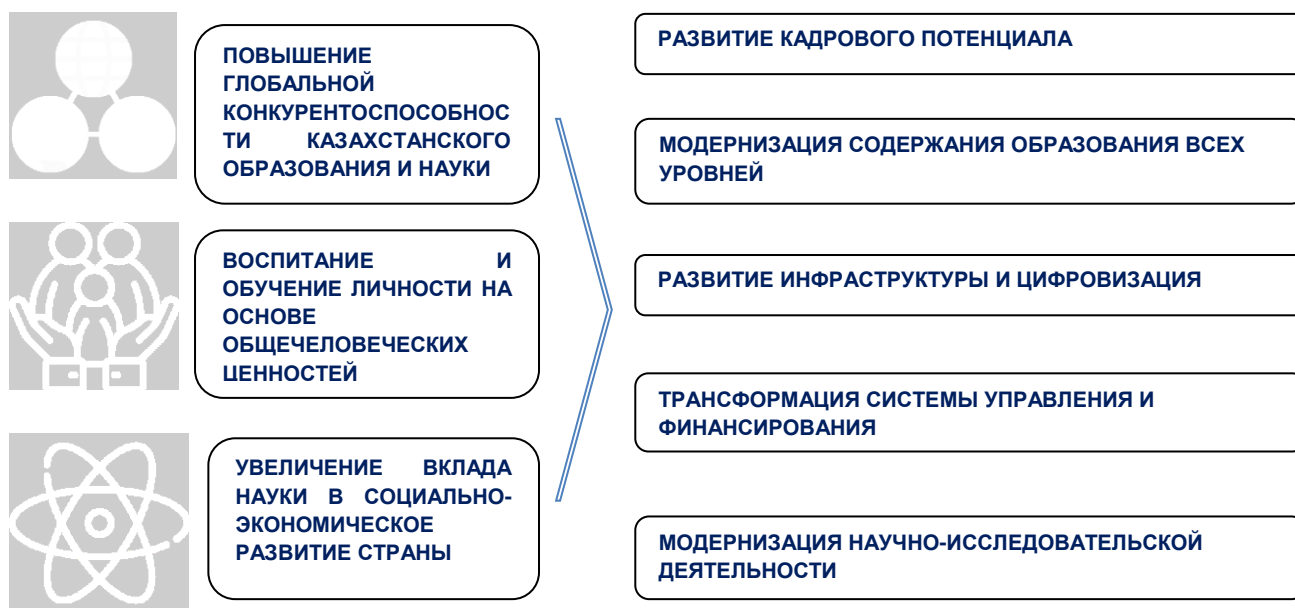 ПОВЫШЕНИЕ
ГЛОБАЛЬНОЙ
КОНКУРЕНТОСПОСОБНОС
ТИ КАЗАХСТАНСКОГО
ОБРАЗОВАНИЯ И НАУКИ
ВОСПИТАНИЕ И
ОБУЧЕНИЕ ЛИЧНОСТИ НА
ОСНОВЕ
ОБЩЕЧЕЛОВЕЧЕСКИХ
ЦЕННОСТЕЙ
УВЕЛИЧЕНИЕ ВКЛАДА
НАУКИ В СОЦИАЛЬНО-
ЭКОНОМИЧЕСКОЕ
РАЗВИТИЕ СТРАНЫ
РАЗВИТИЕ КАДРОВОГО ПОТЕНЦИАЛА
МОДЕРНИЗАЦИЯ СОДЕРЖАНИЯ ОБРАЗОВАНИЯ ВСЕХ
УРОВНЕЙ
РАЗВИТИЕ ИНФРАСТРУКТУРЫ И ЦИФРОВИЗАЦИЯ
ТРАНСФОРМАЦИЯ СИСТЕМЫ УПРАВЛЕНИЯ И
ФИНАНСИРОВАНИЯ
МОДЕРНИЗАЦИЯ НАУЧНО-ИССЛЕДОВАТЕЛЬСКОЙ
ДЕЯТЕЛЬНОСТИ